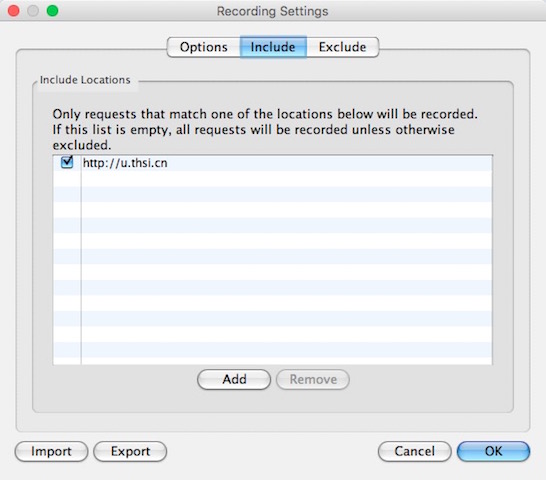 Recording Settings
Options Include Exclude
Include Locations
Only requests that match one of the locations below will be recorded.
If this list is empty, all requests will be recorded unless otherwise
excluded.
http://u.thsi.cn
Add Remove
Import Export Cancel OK